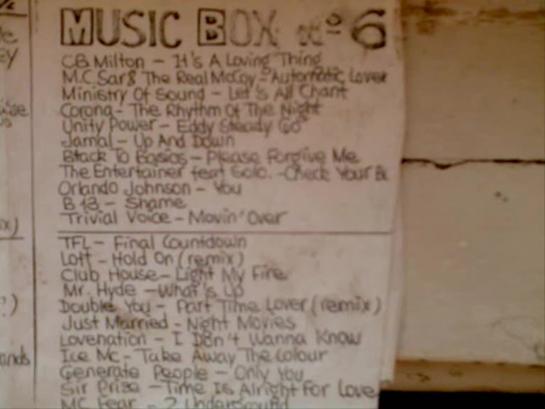 MUSIC BOX nº 6
C.B. Milton - It's A Loving Thing
M.C. Sar & The Real McCoy - Automatic Lover
Ministry Of Sound - Let's All Chant
Corona - The Rhythm Of The Night
Unity Power - Eddy Steady Go
Jamal - Up And Down
Black To Basics - Please Forgive Me
The Entertainer feat Golo. - Check Your
Orlando Johnson - You
- Shame
Trivial Voice - Movin' Over
TFL - Final Countdown
Loft - Hold On (remix)
Club House - Light My Fire
Mr. Hyde - What's Up
Double You - Part Time Lover (remix)
Just Married - Night Movies
Lovenation - I Don't Wanna Know
Ice Mc - Take Away The Colour
Generate People - Only You
Sir Prize - Time Is Alright For Love
MC Fear - 2 Underground